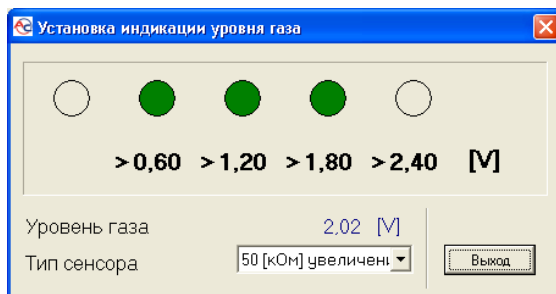 Установка индикации уровня газа
>0,60 >1,20 >1,80 >2,40 [V]
Уровень газа 2,02 [V]
Тип сенсора 50 [кОм] увеличени Выход